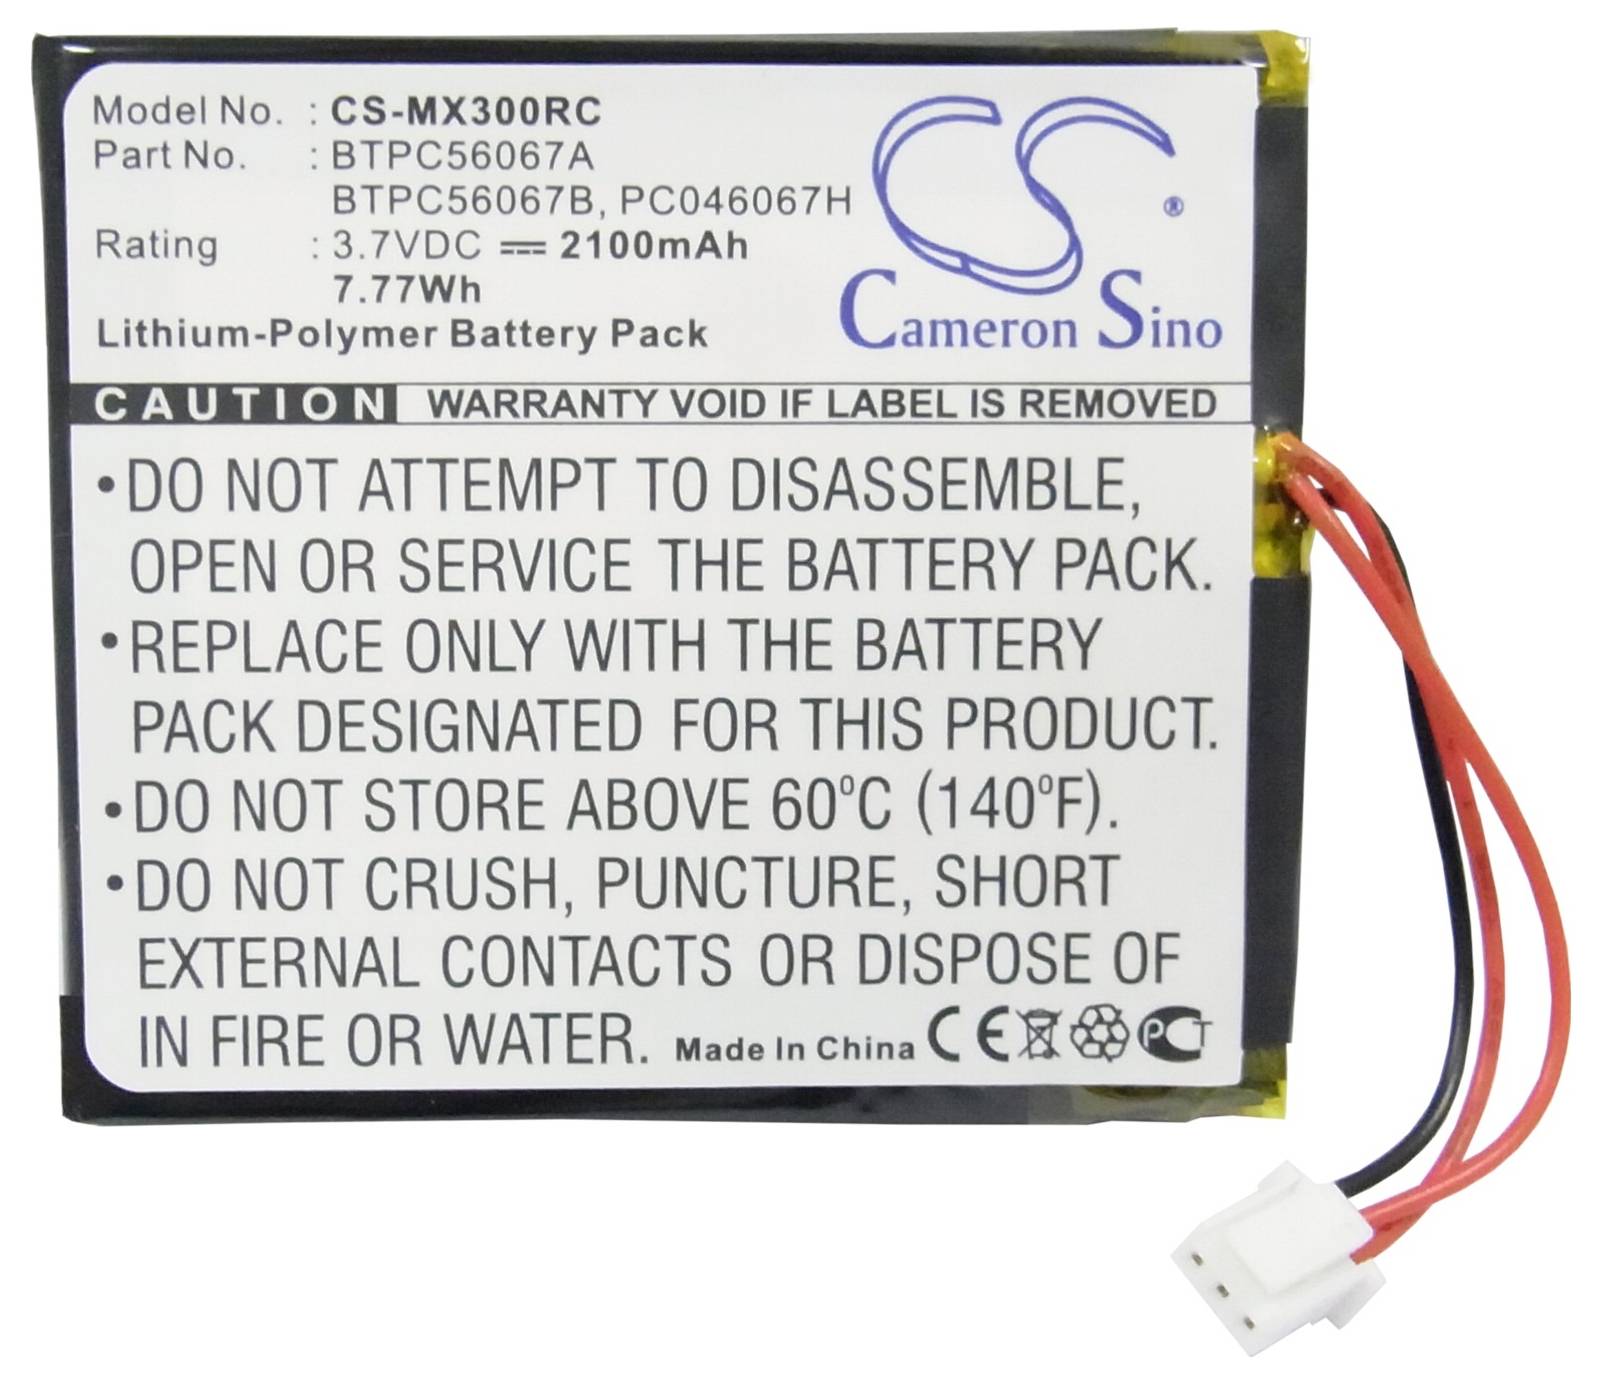 Model No. : CS-MX300RC
Part No. : BTPC56067A
BTPC56067B, PC046067H
Rating : 3.7VDC ⎓ 2100mAh
7.77Wh
Lithium-Polymer Battery Pack
CS ®
Cameron Sino
CAUTION WARRANTY VOID IF LABEL IS REMOVED
•DO NOT ATTEMPT TO DISASSEMBLE,
OPEN OR SERVICE THE BATTERY PACK.
•REPLACE ONLY WITH THE BATTERY
PACK DESIGNATED FOR THIS PRODUCT.
•DO NOT STORE ABOVE 60°C (140°F).
•DO NOT CRUSH, PUNCTURE, SHORT
EXTERNAL CONTACTS OR DISPOSE OF
IN FIRE OR WATER. Made In China CE PCT